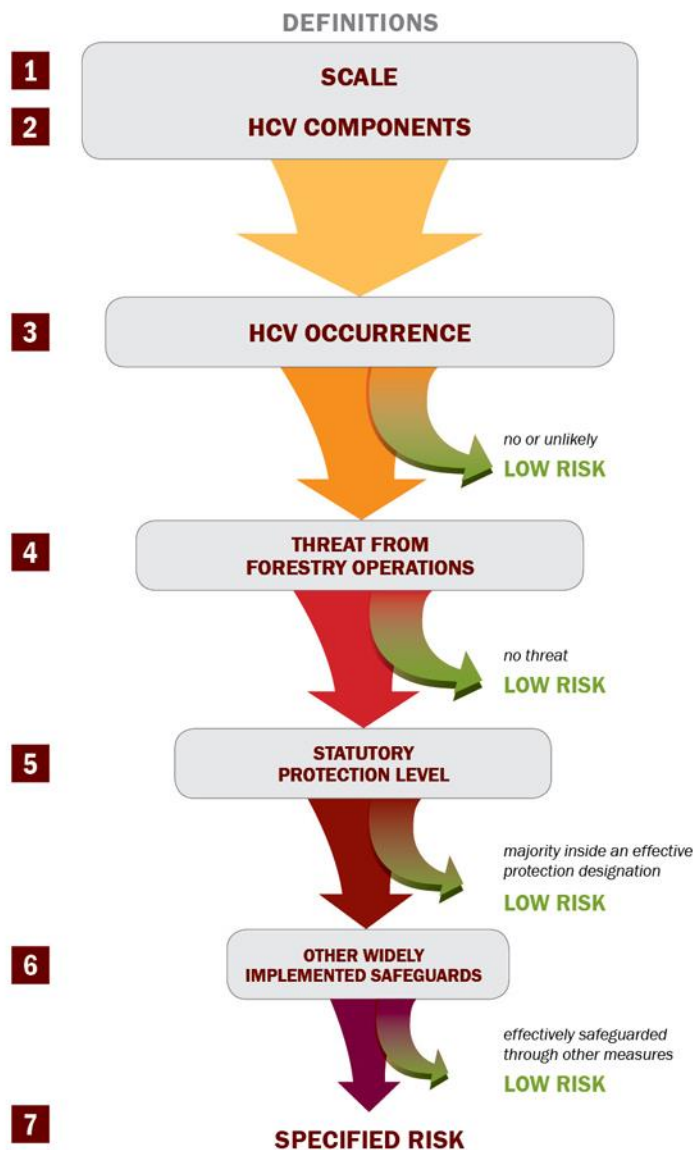 DEFINITIONS
1
SCALE
2
HCV COMPONENTS
3
HCV OCCURRENCE
no or unlikely
LOW RISK
4
THREAT FROM
FORESTRY OPERATIONS
no threat
LOW RISK
5
STATUTORY
PROTECTION LEVEL
majority inside an effective
protection designation
LOW RISK
6
OTHER WIDELY
IMPLEMENTED SAFEGUARDS
effectively safeguarded
through other measures
LOW RISK
7
SPECIFIED RISK